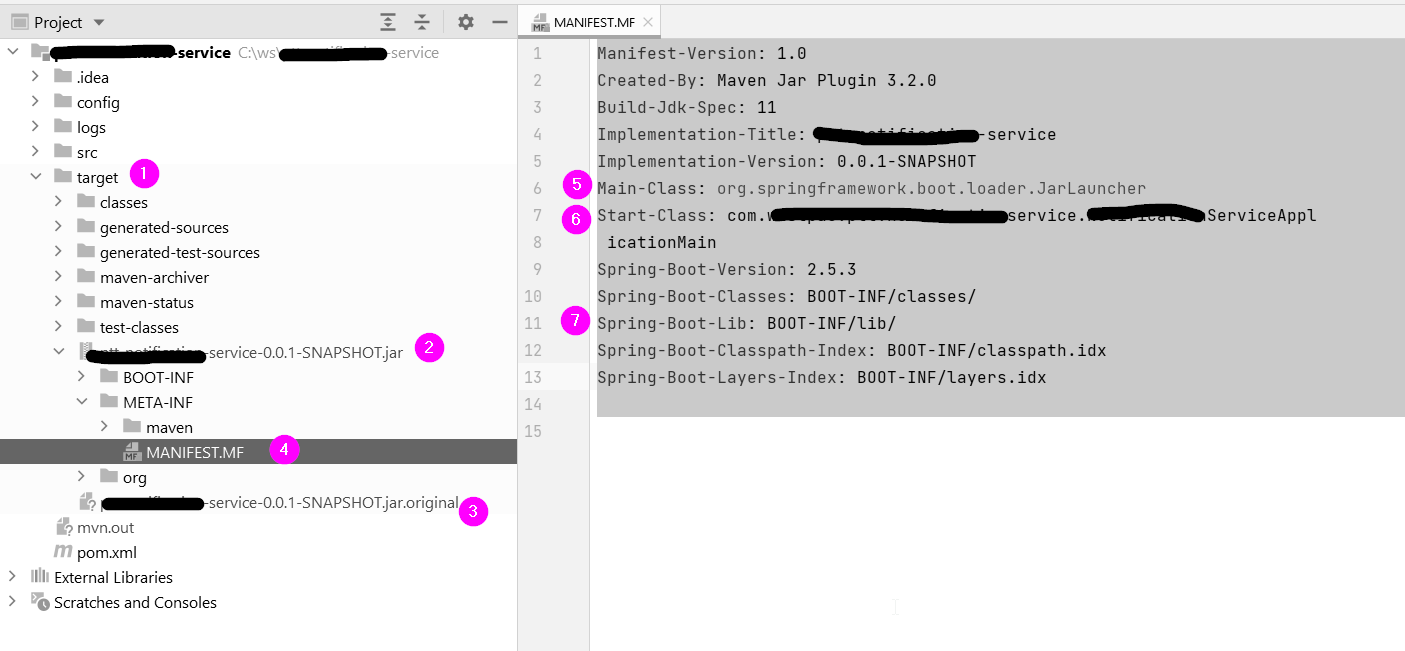 Project
MANIFEST.MF
-service C:\ws\ -service
.idea
config
logs
src
target 1
classes
generated-sources
generated-test-sources
maven-archiver
maven-status
test-classes
-service-0.0.1-SNAPSHOT.jar 2
BOOT-INF
META-INF
maven
MANIFEST.MF 4
org
-service-0.0.1-SNAPSHOT.jar.original 3
mvn.out
pom.xml
External Libraries
Scratches and Consoles
1 Manifest-Version: 1.0
2 Created-By: Maven Jar Plugin 3.2.0
3 Build-Jdk-Spec: 11
4 Implementation-Title: -service
5 Implementation-Version: 0.0.1-SNAPSHOT
6 5 Main-Class: org.springframework.boot.loader.JarLauncher
7 6 Start-Class: com. service. ServiceAppl
8 icationMain
9 Spring-Boot-Version: 2.5.3
10 Spring-Boot-Classes: BOOT-INF/classes/
11 7 Spring-Boot-Lib: BOOT-INF/lib/
12 Spring-Boot-Classpath-Index: BOOT-INF/classpath.idx
13 Spring-Boot-Layers-Index: BOOT-INF/layers.idx
14
15